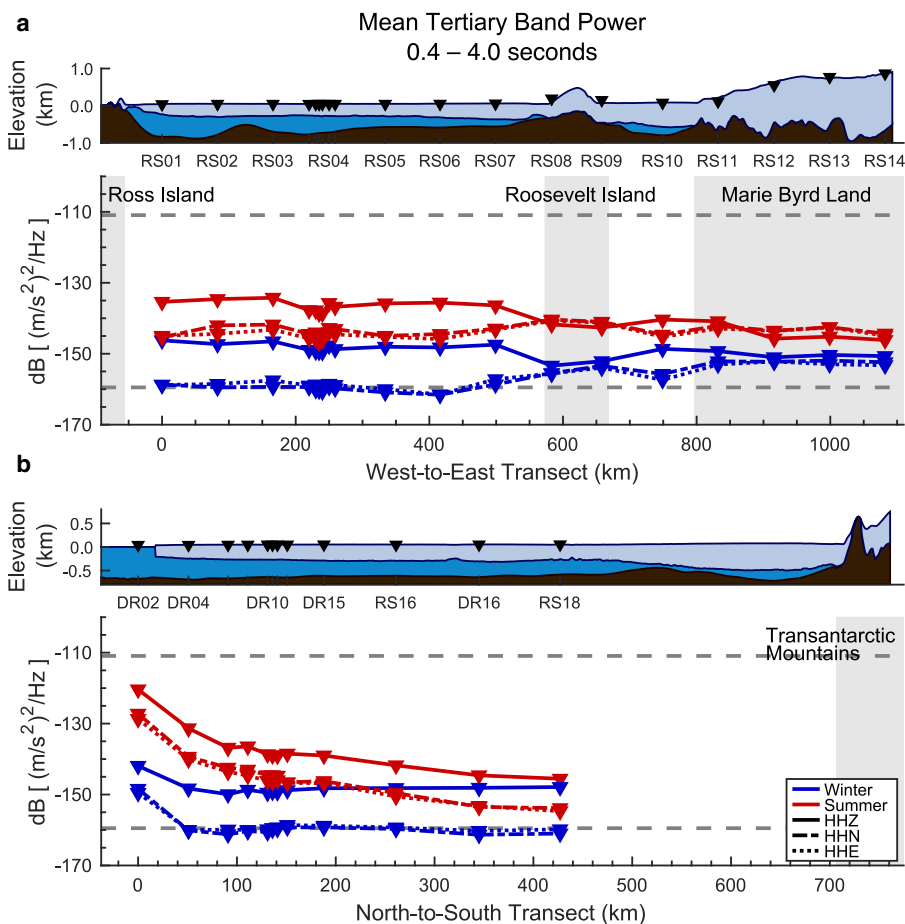 a
Mean Tertiary Band Power
0.4 – 4.0 seconds
Elevation
(km)
1.0
0.0
-1.0
RS01 RS02 RS03 RS04 RS05 RS06 RS07 RS08 RS09 RS10 RS11 RS12 RS13 RS14
Ross Island Roosevelt Island Marie Byrd Land
dB [ (m/s²)²/Hz ]
-110
-130
-150
-170
0 200 400 600 800 1000
West-to-East Transect (km)
b
Elevation
(km)
0.5
0.0
-0.5
DR02 DR04 DR10 DR15 RS16 DR16 RS18
Transantarctic
Mountains
dB [ (m/s²)²/Hz ]
-110
-130
-150
-170
Winter
Summer
HHZ
HHN
HHE
0 100 200 300 400 500 600 700
North-to-South Transect (km)